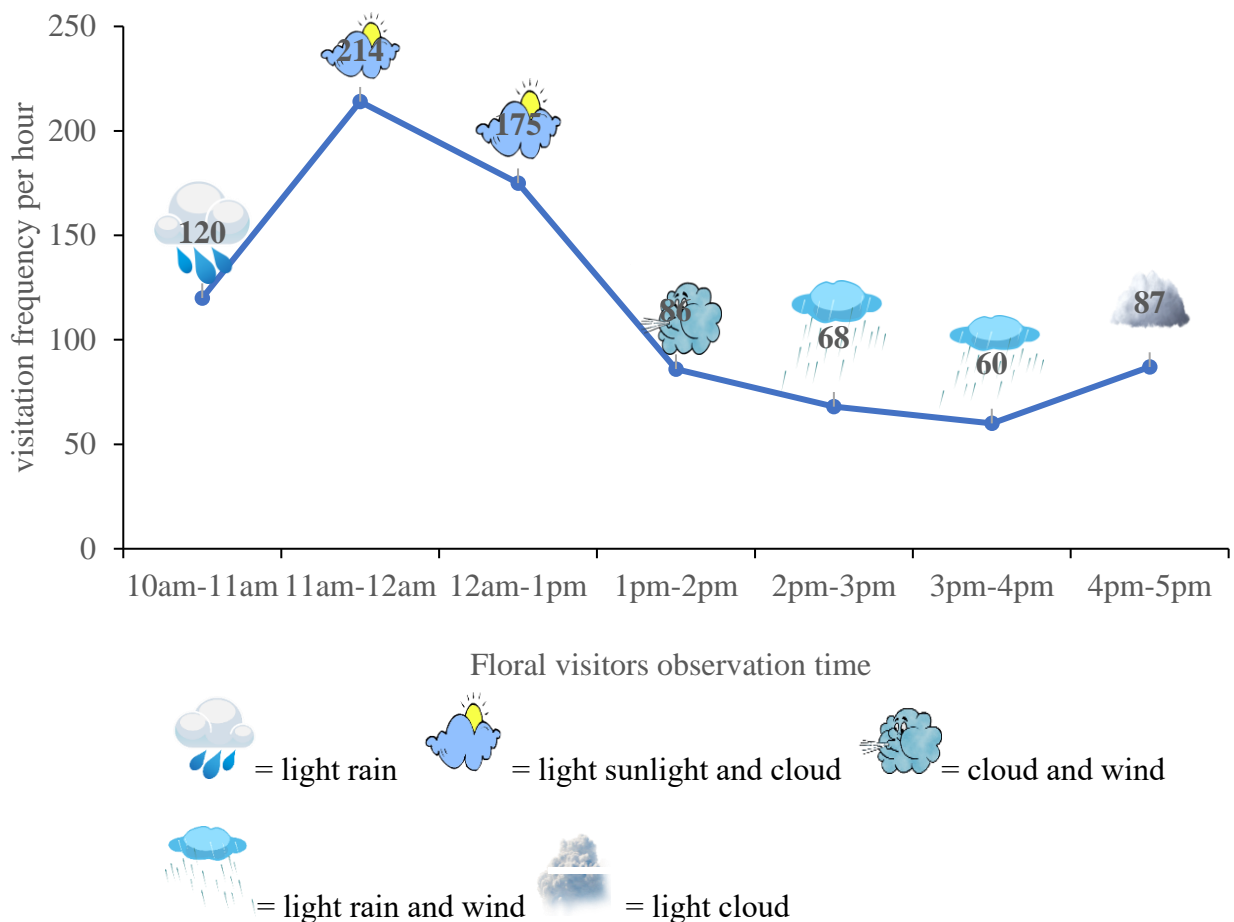 visitation frequency per hour
250
200
150
100
50
0
120
214
175
86
68
60
87
10am-11am 11am-12am 12am-1pm 1pm-2pm 2pm-3pm 3pm-4pm 4pm-5pm
Floral visitors observation time
= light rain = light sunlight and cloud = cloud and wind
= light rain and wind = light cloud